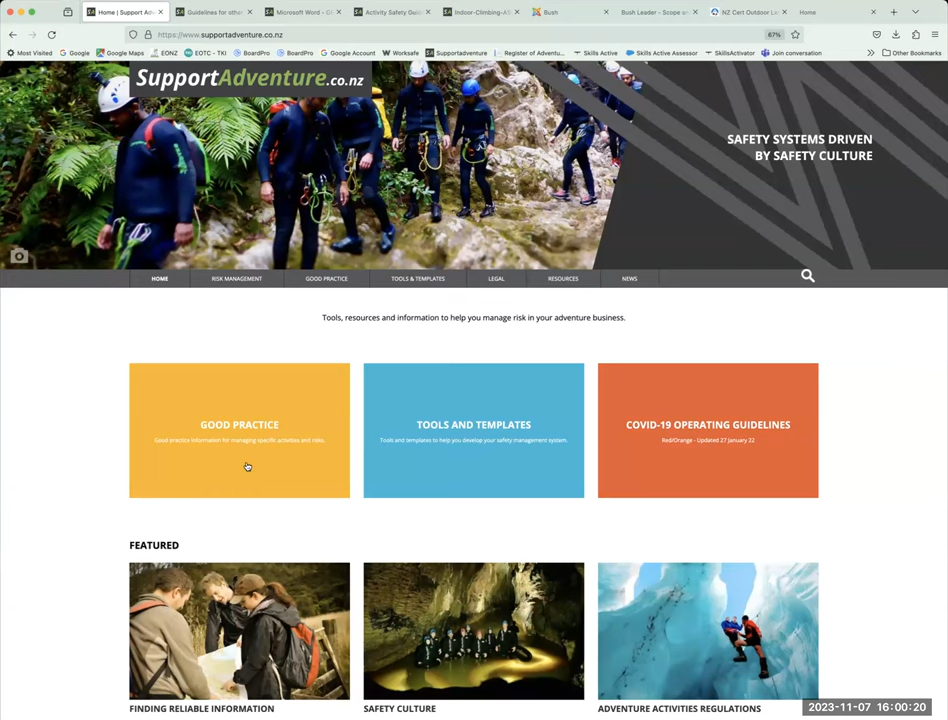 Home | Support Ad
Guidelines for othe
Microsoft Word - G
Activity Safety Gui
Indoor-Climbing-AS
Bush
Bush Leader - Scope a
NZ Cert Outdoor Le
Home
https://www.supportadventure.co.nz
67%
Most Visited
Google
Google Maps
EONZ
EOTC - TKI
BoardPro
BoardPro
Google Account
Worksafe
Supportadventure
Register of Adventu...
Skills Active
Skills Active Assessor
SkillsActivator
Join conversation
Other Bookmarks
SupportAdventure.co.nz
SAFETY SYSTEMS DRIVEN
BY SAFETY CULTURE
HOME
RISK MANAGEMENT
GOOD PRACTICE
TOOLS & TEMPLATES
LEGAL
RESOURCES
NEWS
Tools, resources and information to help you manage risk in your adventure business.
GOOD PRACTICE
Good practice information for managing specific activities and risks.
TOOLS AND TEMPLATES
Tools and templates to help you develop your safety management system.
COVID-19 OPERATING GUIDELINES
Red/Orange - Updated 27 January 22
FEATURED
FINDING RELIABLE INFORMATION
SAFETY CULTURE
ADVENTURE ACTIVITIES REGULATIONS
2023-11-07 16:00:20